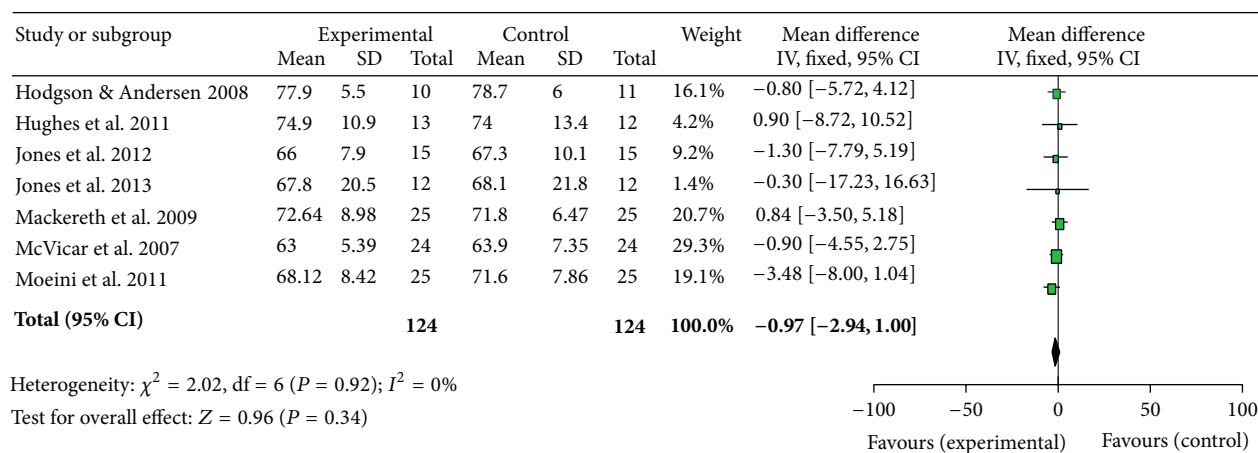 Study or subgroup Experimental Control Weight Mean difference Mean difference
Mean SD Total Mean SD Total IV, fixed, 95% CI IV, fixed, 95% CI
Hodgson & Andersen 2008 77.9 5.5 10 78.7 6 11 16.1% −0.80 [−5.72, 4.12]
Hughes et al. 2011 74.9 10.9 13 74 13.4 12 4.2% 0.90 [−8.72, 10.52]
Jones et al. 2012 66 7.9 15 67.3 10.1 15 9.2% −1.30 [−7.79, 5.19]
Jones et al. 2013 67.8 20.5 12 68.1 21.8 12 1.4% −0.30 [−17.23, 16.63]
Mackereth et al. 2009 72.64 8.98 25 71.8 6.47 25 20.7% 0.84 [−3.50, 5.18]
McVicar et al. 2007 63 5.39 24 63.9 7.35 24 29.3% −0.90 [−4.55, 2.75]
Moeini et al. 2011 68.12 8.42 25 71.6 7.86 25 19.1% −3.48 [−8.00, 1.04]
Total (95% CI) 124 124 100.0% −0.97 [−2.94, 1.00]
Heterogeneity: χ² = 2.02, df = 6 (P = 0.92); I² = 0%
Test for overall effect: Z = 0.96 (P = 0.34)
−100 −50 0 50 100
Favours (experimental) Favours (control)